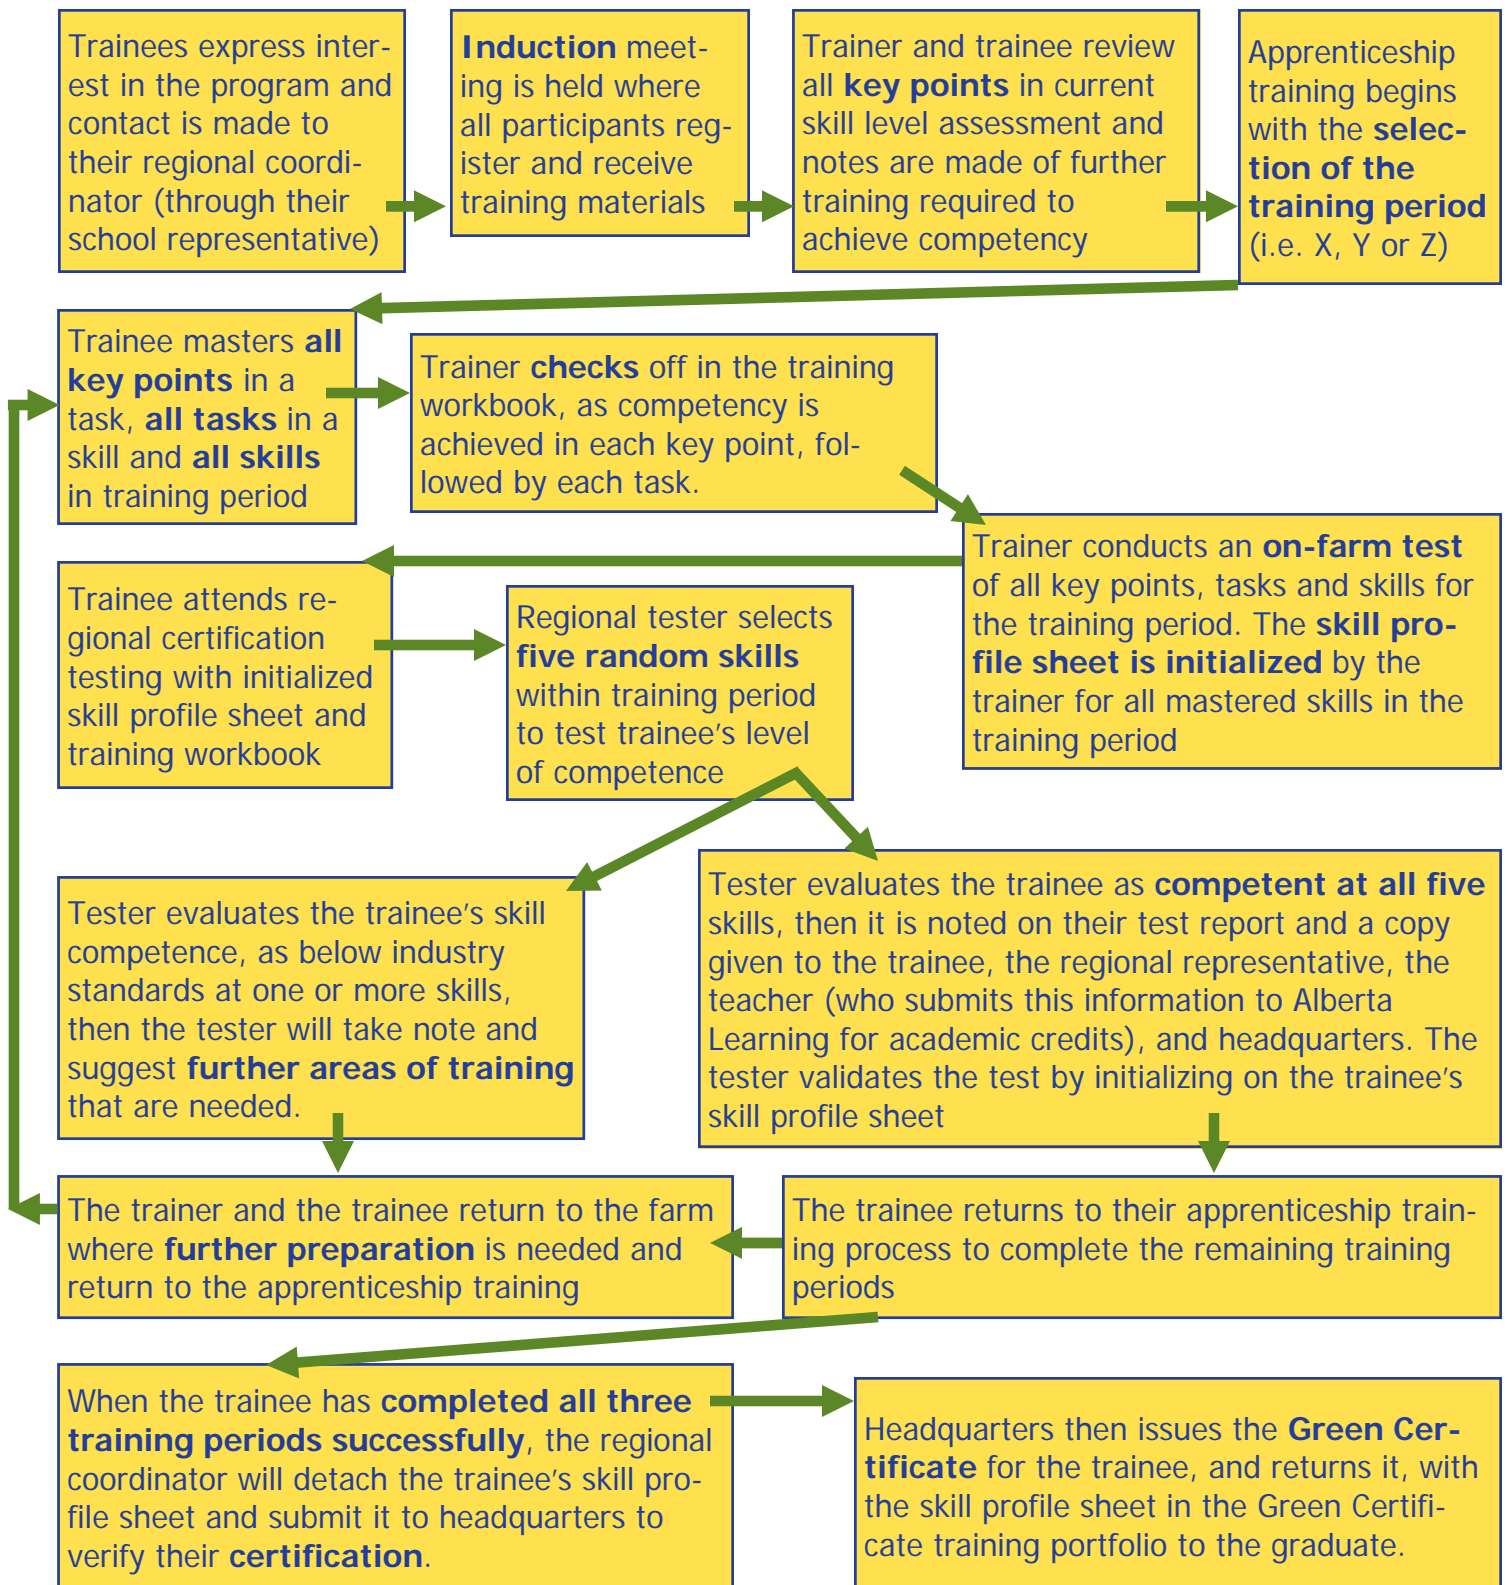 Trainees express inter-
est in the program and
contact is made to
their regional coordi-
nator (through their
school representative)
Induction meet-
ing is held where
all participants reg-
ister and receive
training materials
Trainer and trainee review
all key points in current
skill level assessment and
notes are made of further
training required to
achieve competency
Apprenticeship
training begins
with the selec-
tion of the
training period
(i.e. X, Y or Z)
Trainee masters all
key points in a
task, all tasks in a
skill and all skills
in training period
Trainer checks off in the training
workbook, as competency is
achieved in each key point, fol-
lowed by each task.
Trainer conducts an on-farm test
of all key points, tasks and skills for
the training period. The skill pro-
file sheet is initialized by the
trainer for all mastered skills in the
training period
Trainee attends re-
gional certification
testing with initialized
skill profile sheet and
training workbook
Regional tester selects
five random skills
within training period
to test trainee's level
of competence
Tester evaluates the trainee's skill
competence, as below industry
standards at one or more skills,
then the tester will take note and
suggest further areas of training
that are needed.
Tester evaluates the trainee as competent at all five
skills, then it is noted on their test report and a copy
given to the trainee, the regional representative, the
teacher (who submits this information to Alberta
Learning for academic credits), and headquarters. The
tester validates the test by initializing on the trainee's
skill profile sheet
The trainer and the trainee return to the farm
where further preparation is needed and
return to the apprenticeship training
The trainee returns to their apprenticeship train-
ing process to complete the remaining training
periods
When the trainee has completed all three
training periods successfully, the regional
coordinator will detach the trainee's skill pro-
file sheet and submit it to headquarters to
verify their certification.
Headquarters then issues the Green Cer-
tificate for the trainee, and returns it, with
the skill profile sheet in the Green Certifi-
cate training portfolio to the graduate.